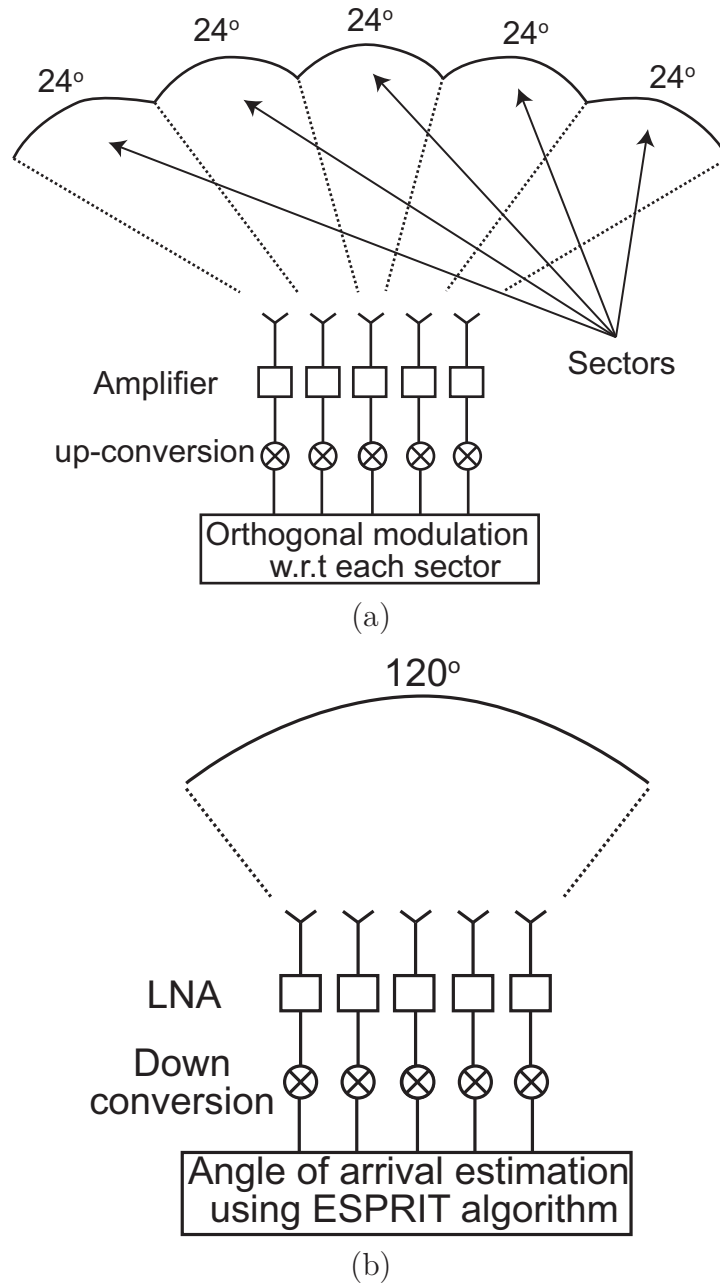 24°
24°
24°
24°
24°
Sectors
Amplifier
up-conversion
Orthogonal modulation
w.r.t each sector
(a)
120°
LNA
Down
conversion
Angle of arrival estimation
using ESPRIT algorithm
(b)